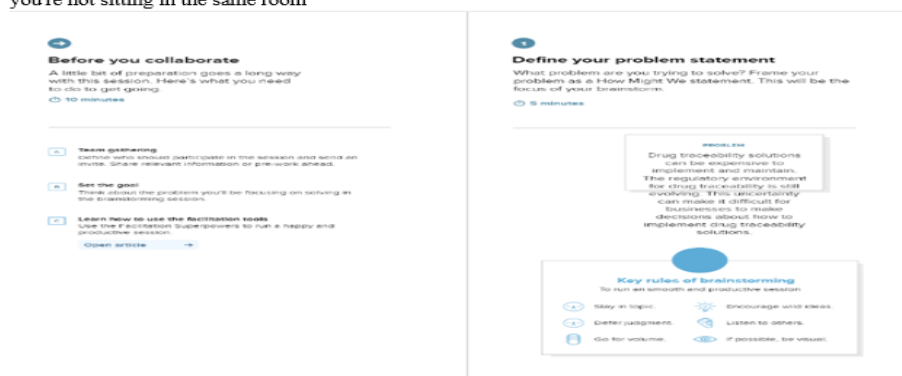 you're not sitting in the same room
Before you collaborate
A little bit of preparation goes a long way
with this session. Here's what you need
to do to get going.
10 minutes
A
Team gathering
Define who should participate in the session and send an
invite. Share relevant information or pre-work ahead.
B
Set the goal
Think about the problem you'll be focusing on solving in
the brainstorming session.
C
Learn how to use the facilitation tools
Use the Facilitation Superpowers to run a happy and
productive session.
Open article
1
Define your problem statement
What problem are you trying to solve? Frame your
problem as a How Might We statement. This will be the
focus of your brainstorm.
5 minutes
PROBLEM
Drug traceability solutions
can be expensive to
implement and maintain.
The regulatory environment
for drug traceability is still
evolving. This uncertainty
can make it difficult for
businesses to make
decisions about how to
implement drug traceability
solutions.
Key rules of brainstorming
To run an smooth and productive session
Stay in topic.
Encourage wild ideas.
Defer judgment.
Listen to others.
Go for volume.
If possible, be visual.